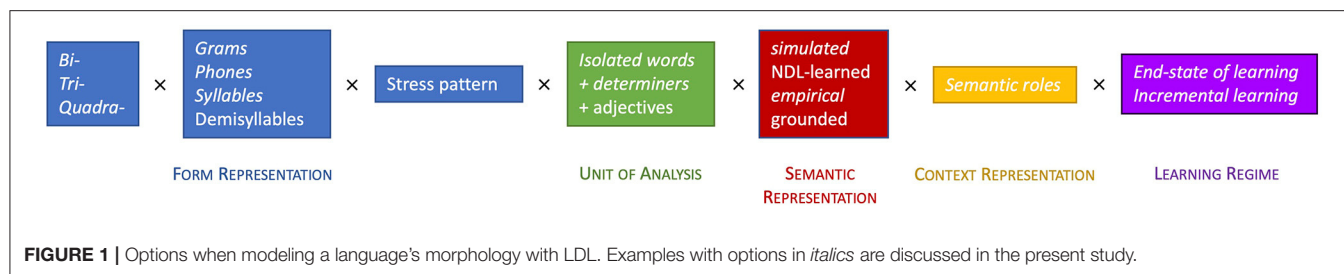 Bi-
Tri-
Quadra-
×
Grams
Phones
Syllables
Demisyllables
×
Stress pattern
×
Isolated words
+ determiners
+ adjectives
×
simulated
NDL-learned
empirical
grounded
×
Semantic roles
×
End-state of learning
Incremental learning
FORM REPRESENTATION
UNIT OF ANALYSIS
SEMANTIC
REPRESENTATION
CONTEXT REPRESENTATION
LEARNING REGIME
FIGURE 1 | Options when modeling a language's morphology with LDL. Examples with options in italics are discussed in the present study.